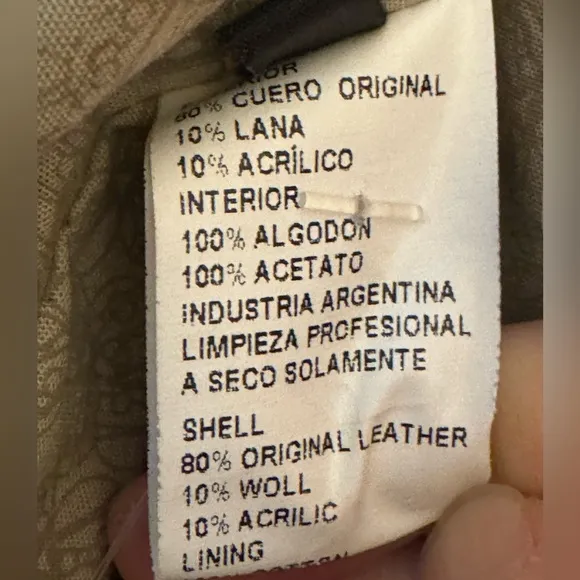 80% CUERO ORIGINAL
10% LANA
10% ACRÍLICO
INTERIOR
100% ALGODON
100% ACETATO
INDUSTRIA ARGENTINA
LIMPIEZA PROFESIONAL
A SECO SOLAMENTE
SHELL
80% ORIGINAL LEATHER
10% WOLL
10% ACRILIC
LINING
COTTON